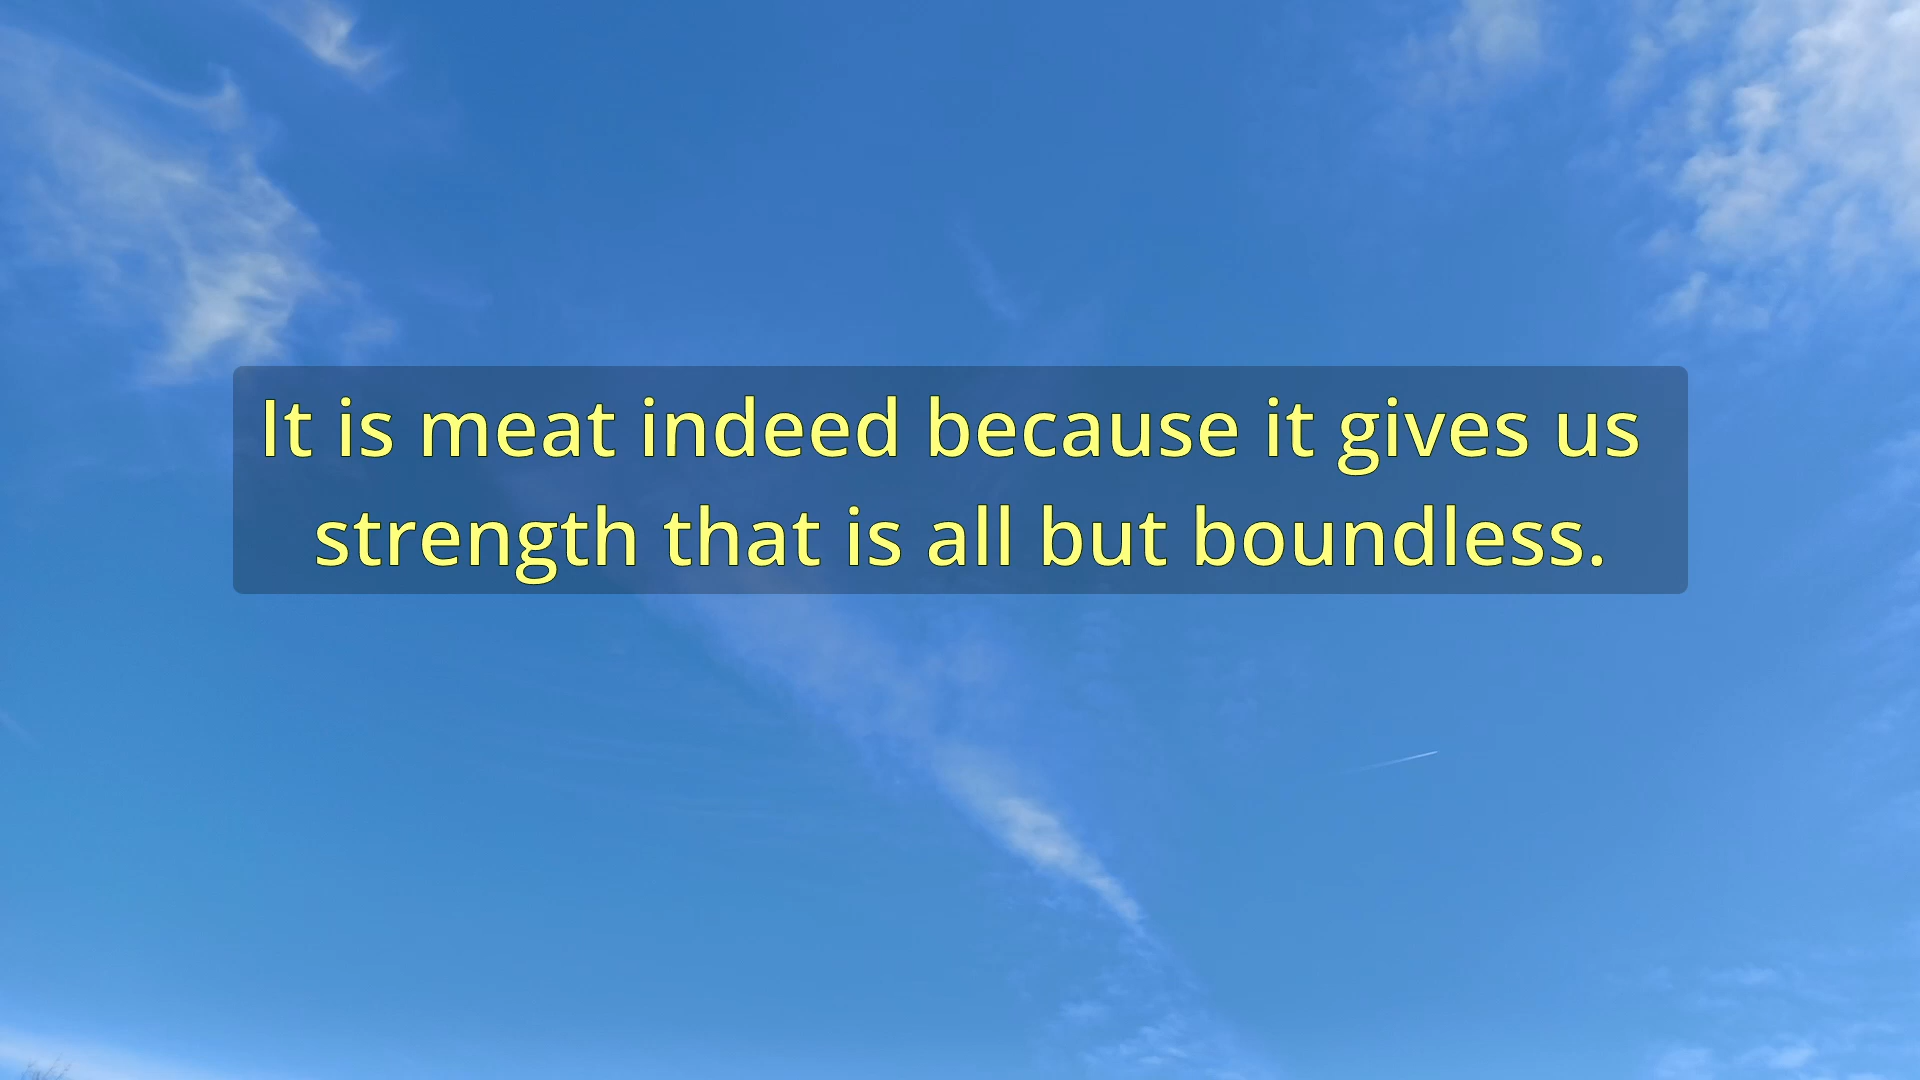 It is meat indeed because it gives us
strength that is all but boundless.